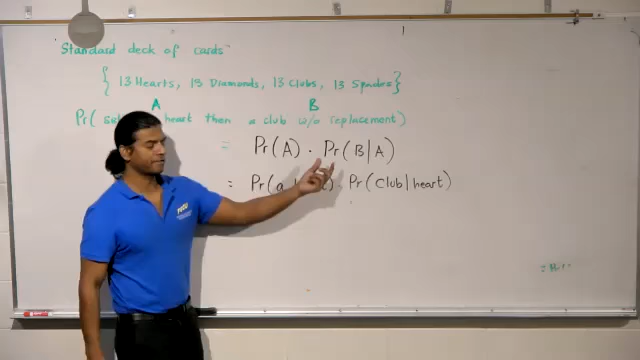 Standard deck of cards
{ 13 Hearts, 13 Diamonds, 13 Clubs, 13 Spades}
A B
Pr( heart then a club w/o replacement)
= Pr(A) · Pr(B|A)
= Pr(a · Pr(Club|heart)